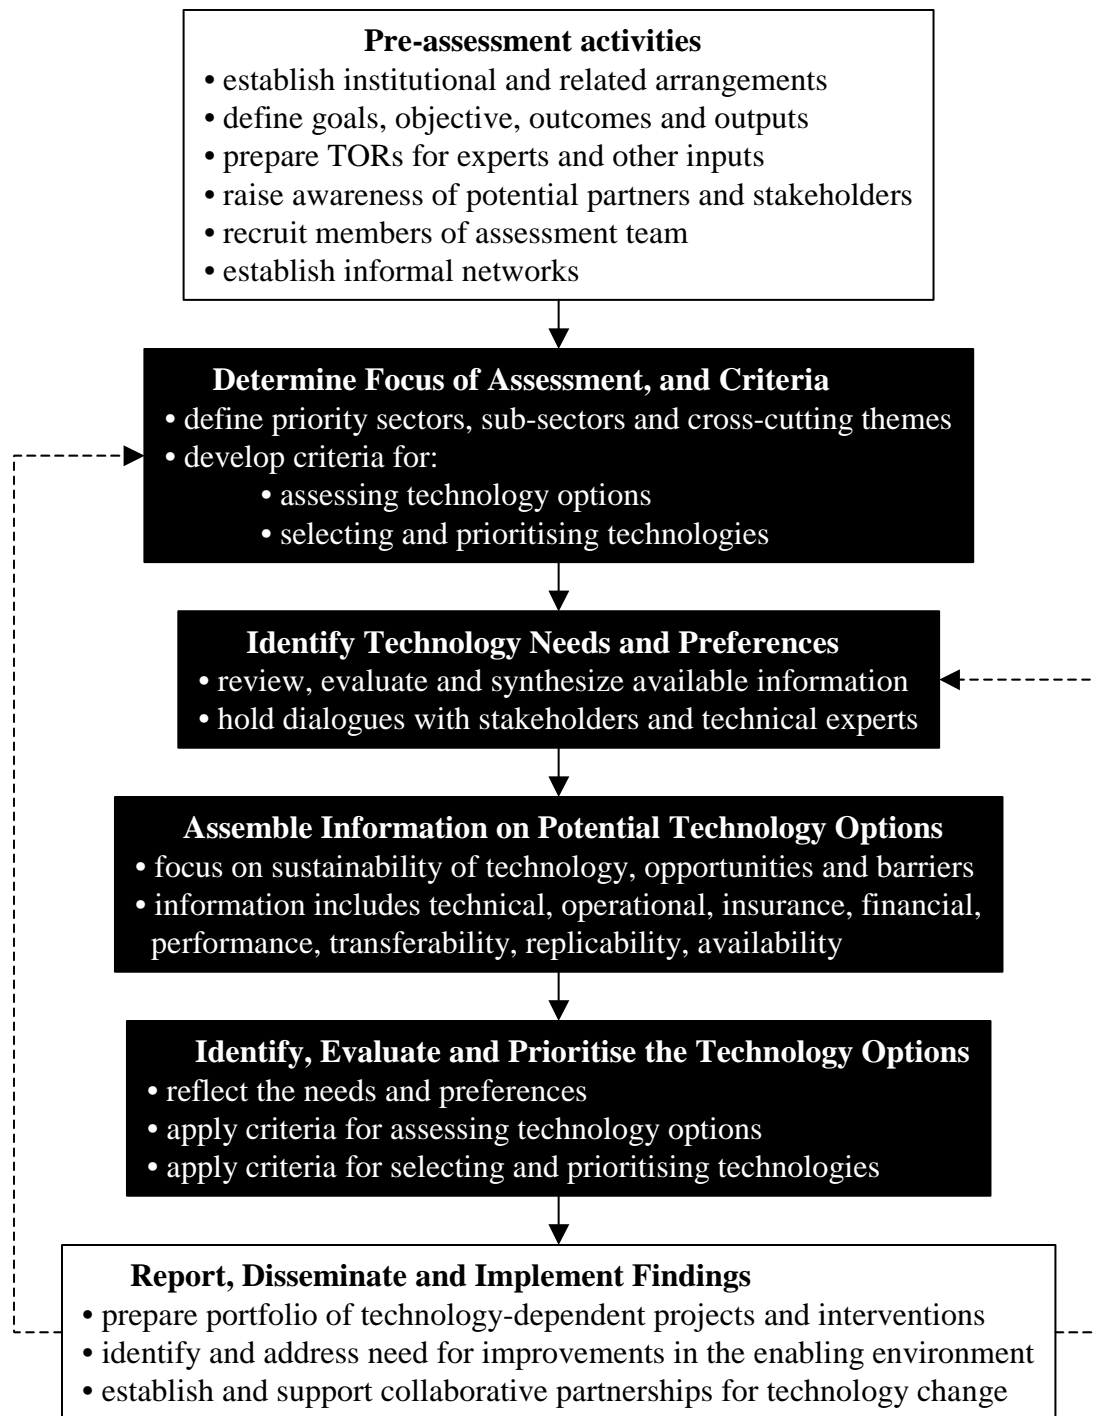 Pre-assessment activities
• establish institutional and related arrangements
• define goals, objective, outcomes and outputs
• prepare TORs for experts and other inputs
• raise awareness of potential partners and stakeholders
• recruit members of assessment team
• establish informal networks
Determine Focus of Assessment, and Criteria
• define priority sectors, sub-sectors and cross-cutting themes
• develop criteria for:
• assessing technology options
• selecting and prioritising technologies
Identify Technology Needs and Preferences
• review, evaluate and synthesize available information
• hold dialogues with stakeholders and technical experts
Assemble Information on Potential Technology Options
• focus on sustainability of technology, opportunities and barriers
• information includes technical, operational, insurance, financial,
performance, transferability, replicability, availability
Identify, Evaluate and Prioritise the Technology Options
• reflect the needs and preferences
• apply criteria for assessing technology options
• apply criteria for selecting and prioritising technologies
Report, Disseminate and Implement Findings
• prepare portfolio of technology-dependent projects and interventions
• identify and address need for improvements in the enabling environment
• establish and support collaborative partnerships for technology change